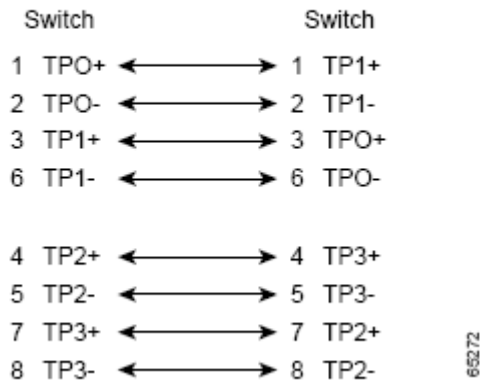 Switch Switch
1 TPO+ 1 TP1+
2 TPO- 2 TP1-
3 TP1+ 3 TPO+
6 TP1- 6 TPO-
4 TP2+ 4 TP3+
5 TP2- 5 TP3-
7 TP3+ 7 TP2+
8 TP3- 8 TP2-
65272